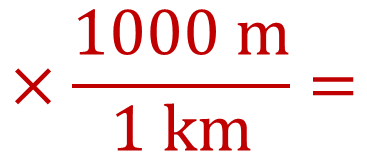 × 1000 m / 1 km =